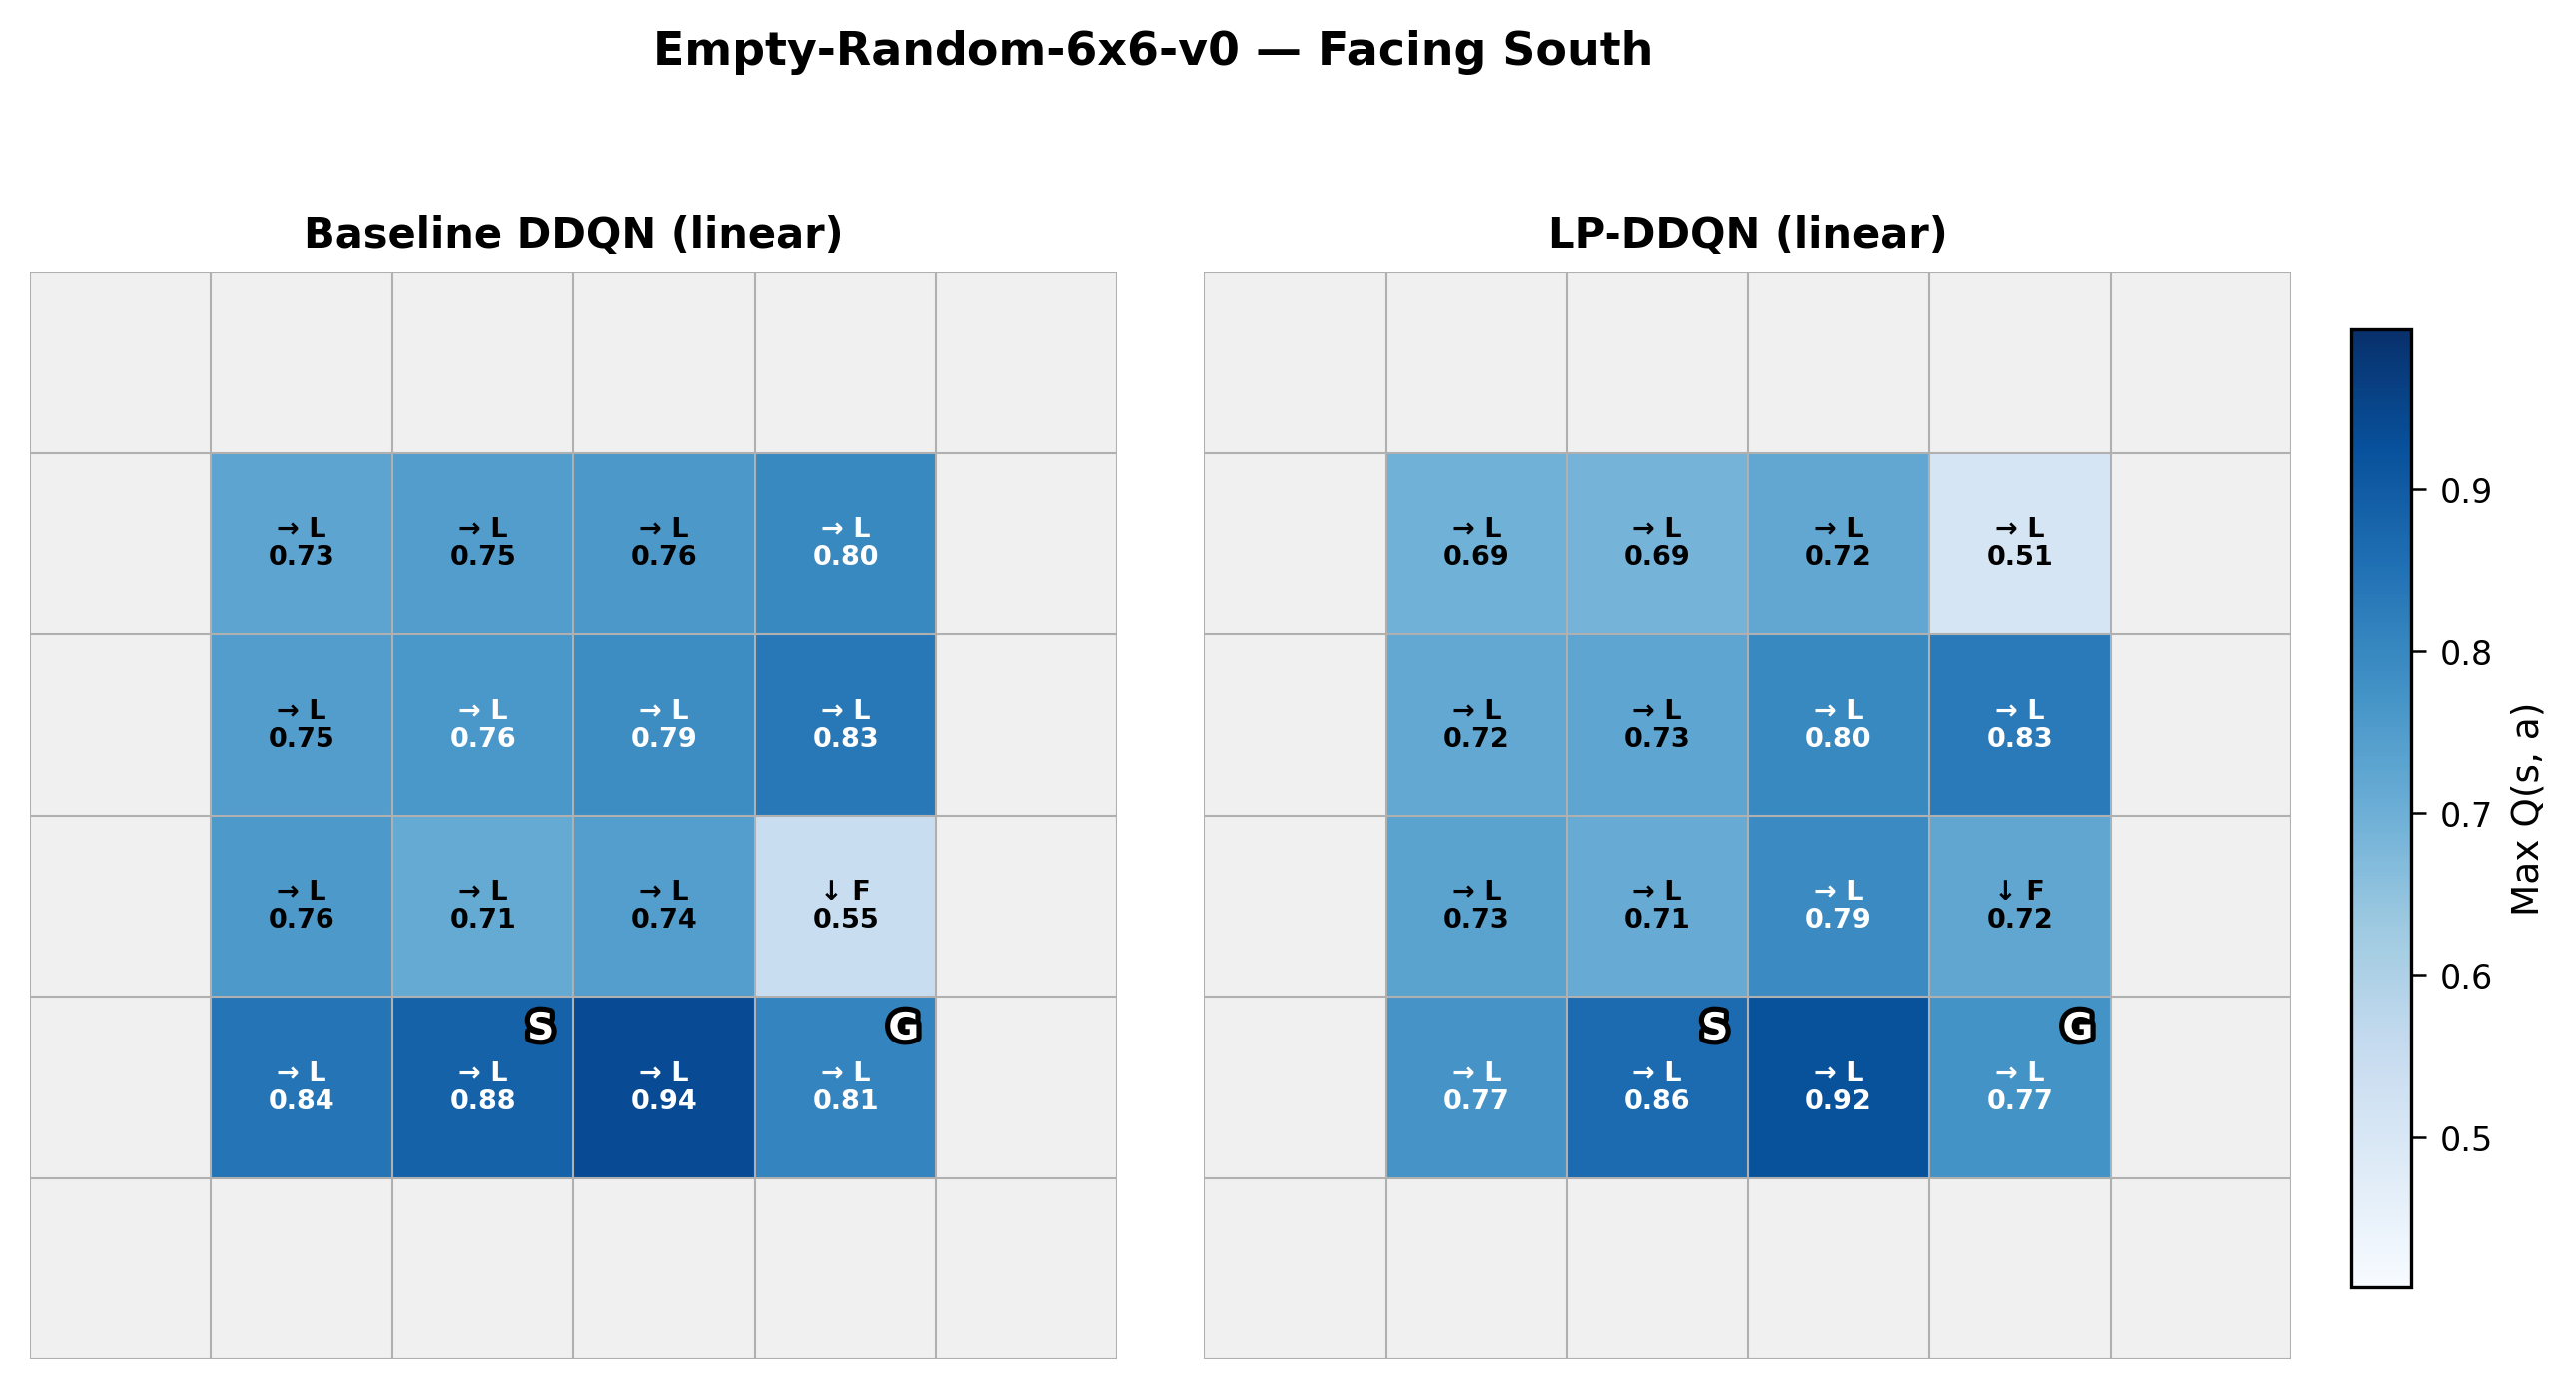 Empty-Random-6x6-v0 — Facing South
Baseline DDQN (linear)
→ L → L → L → L
0.73 0.75 0.76 0.80
→ L → L → L → L
0.75 0.76 0.79 0.83
→ L → L → L ↓ F
0.76 0.71 0.74 0.55
S G
→ L → L → L → L
0.84 0.88 0.94 0.81
LP-DDQN (linear)
→ L → L → L → L
0.69 0.69 0.72 0.51
→ L → L → L → L
0.72 0.73 0.80 0.83
→ L → L → L ↓ F
0.73 0.71 0.79 0.72
S G
→ L → L → L → L
0.77 0.86 0.92 0.77
0.9
0.8
0.7
0.6
0.5
Max Q(s, a)